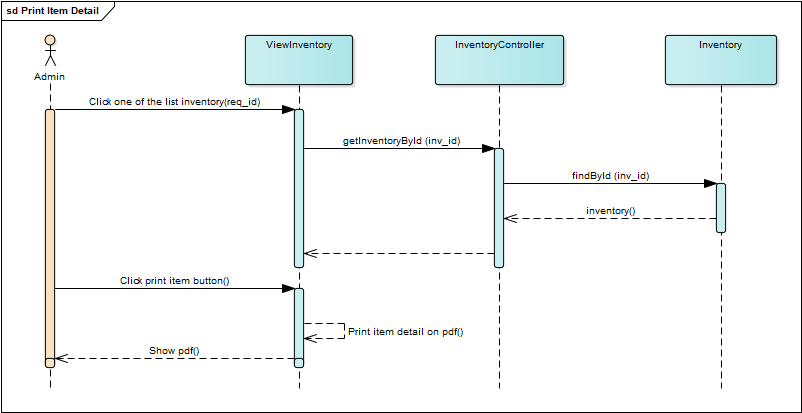 sd Print Item Detail
Admin
ViewInventory
InventoryController
Inventory
Click one of the list inventory(req_id)
getInventoryById (inv_id)
findById (inv_id)
inventory()
Click print item button()
Print item detail on pdf()
Show pdf()